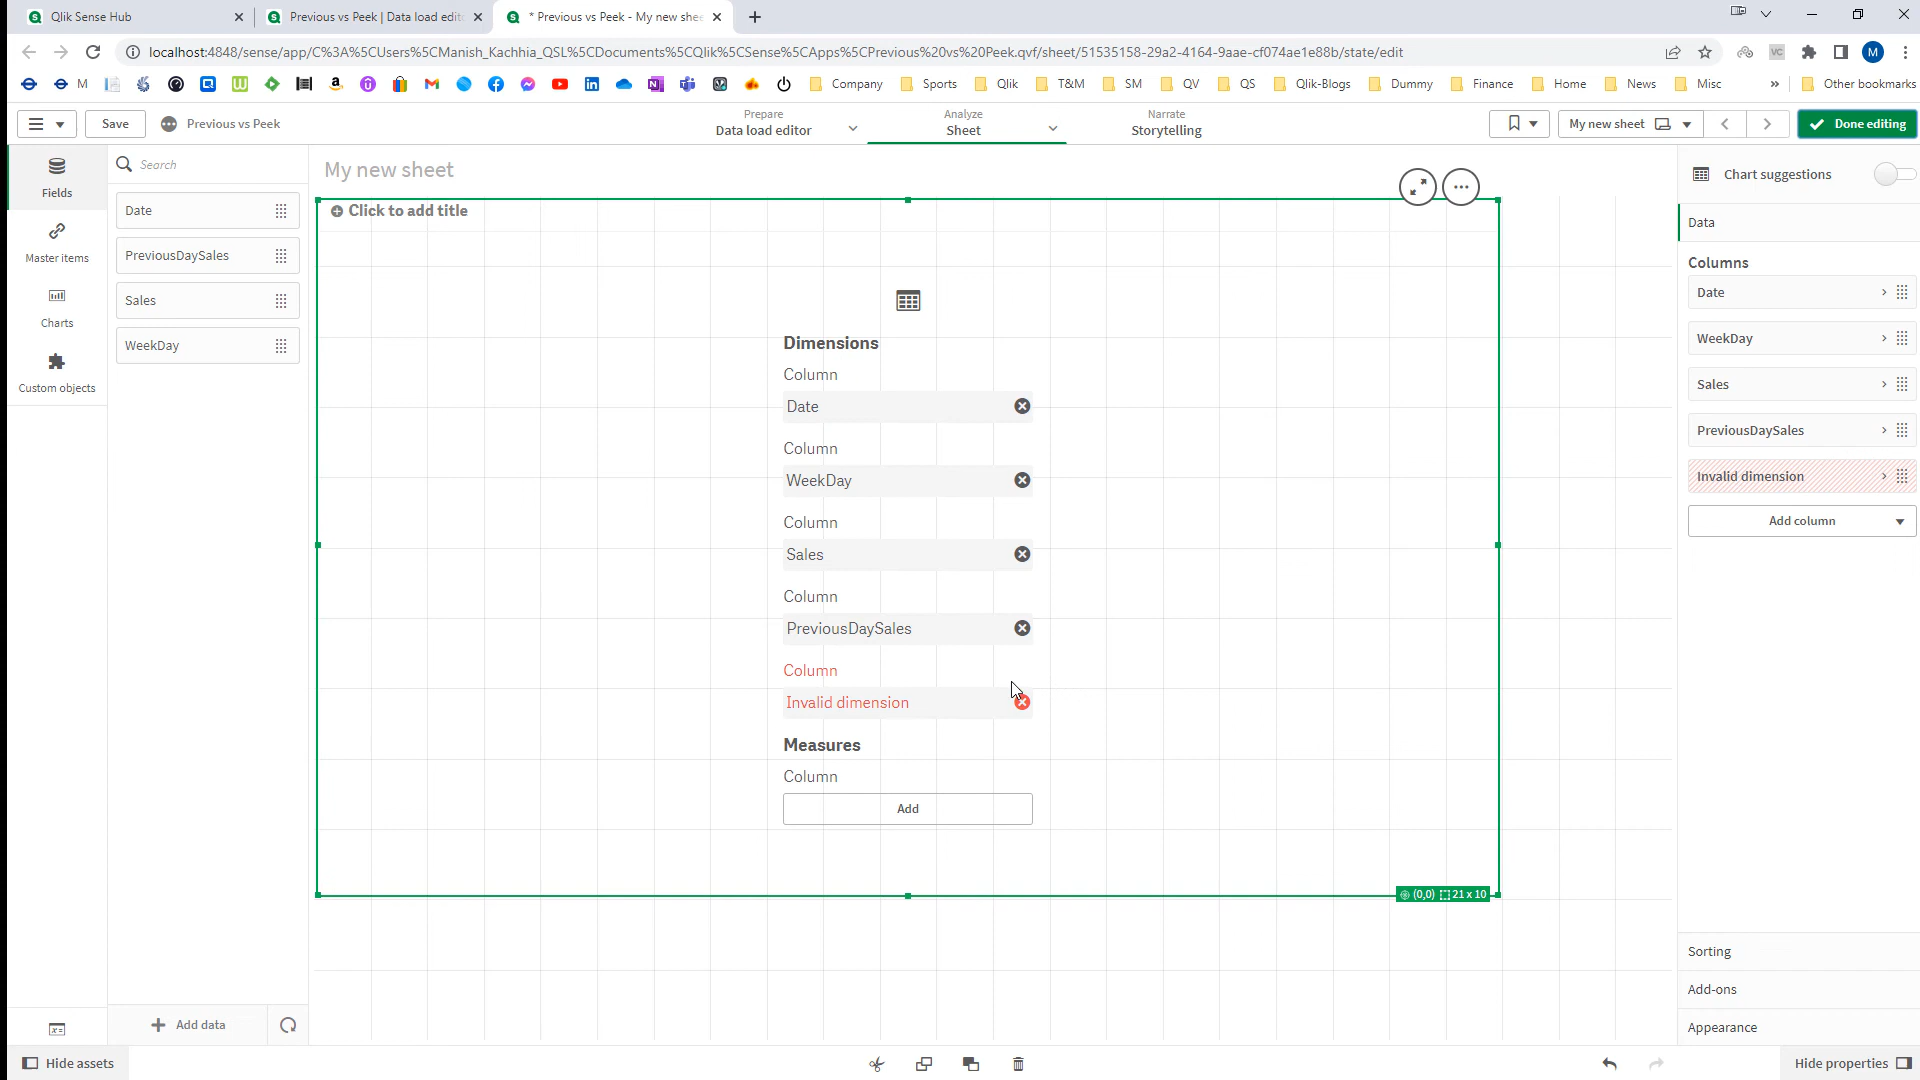 Qlik Sense Hub
Previous vs Peek | Data load edit
* Previous vs Peek - My new shee
localhost:4848/sense/app/C%3A%5CUsers%5CManish_Kachhia_QSL%5CDocuments%5CQlik%5CSense%5CApps%5CPrevious%20vs%20Peek.qvf/sheet/51535158-29a2-4164-9aae-cf074ae1e88b/state/edit
M
M
Company
Sports
Qlik
T&M
SM
QV
QS
Qlik-Blogs
Dummy
Finance
Home
News
Misc
»
Other bookmarks
Save
Previous vs Peek
Prepare
Data load editor
Analyze
Sheet
Narrate
Storytelling
My new sheet
Done editing
Fields
Master items
Charts
Custom objects
Search
Date
PreviousDaySales
Sales
WeekDay
My new sheet
Click to add title
Dimensions
Column
Date
Column
WeekDay
Column
Sales
Column
PreviousDaySales
Column
Invalid dimension
Measures
Column
Add
(0,0) 21 x 10
Chart suggestions
Data
Columns
Date
WeekDay
Sales
PreviousDaySales
Invalid dimension
Add column
Sorting
Add-ons
Appearance
Add data
Hide assets
Hide properties